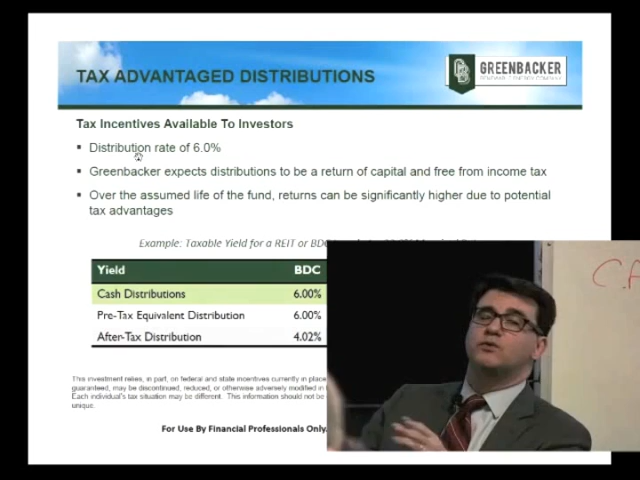 TAX ADVANTAGED DISTRIBUTIONS
GREENBACKER
Tax Incentives Available To Investors
▪ Distribution rate of 6.0%
▪ Greenbacker expects distributions to be a return of capital and free from income tax
▪ Over the assumed life of the fund, returns can be significantly higher due to potential
tax advantages
Example: Taxable Yield for a REIT or BDC
Yield BDC
Cash Distributions 6.00%
Pre-Tax Equivalent Distribution 6.00%
After-Tax Distribution 4.02%
This investment relies, in part, on federal and state incentives currently in place
guaranteed, may be discontinued, reduced, or otherwise adversely modified in
Each individual's tax situation may be different. This information should not be
unique.
For Use By Financial Professionals Only.